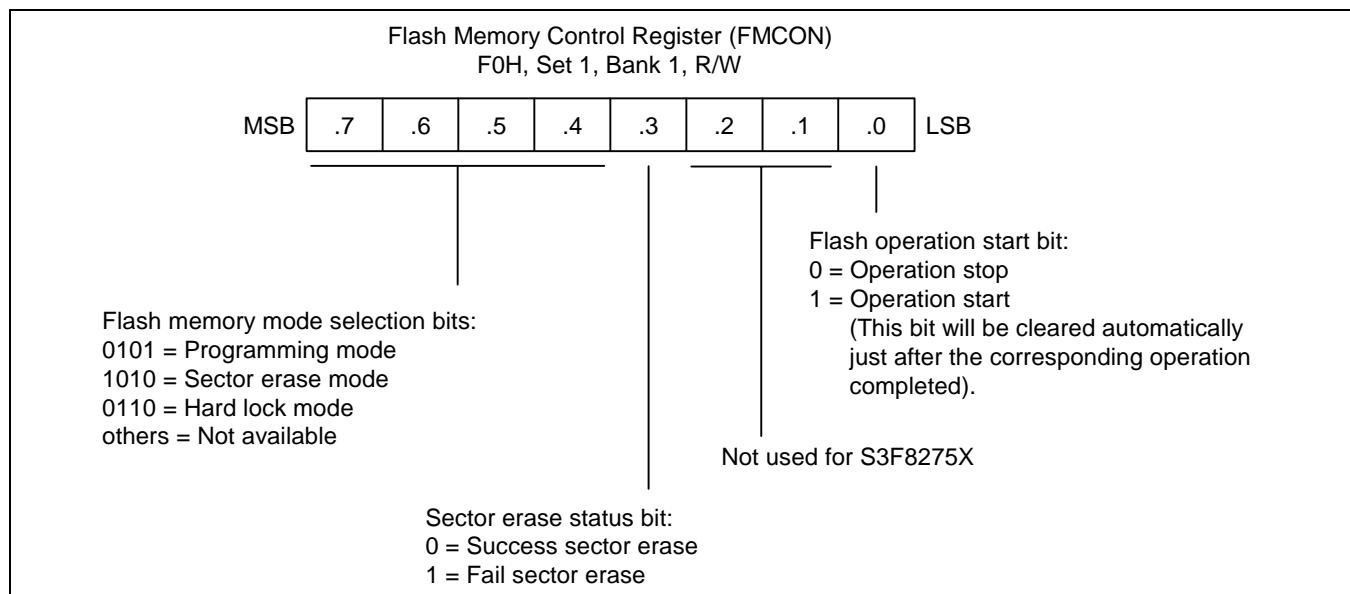 Flash Memory Control Register (FMCON)
F0H, Set 1, Bank 1, R/W
MSB .7 .6 .5 .4 .3 .2 .1 .0 LSB
Flash operation start bit:
0 = Operation stop
1 = Operation start
(This bit will be cleared automatically
just after the corresponding operation
completed).
Flash memory mode selection bits:
0101 = Programming mode
1010 = Sector erase mode
0110 = Hard lock mode
others = Not available
Not used for S3F8275X
Sector erase status bit:
0 = Success sector erase
1 = Fail sector erase